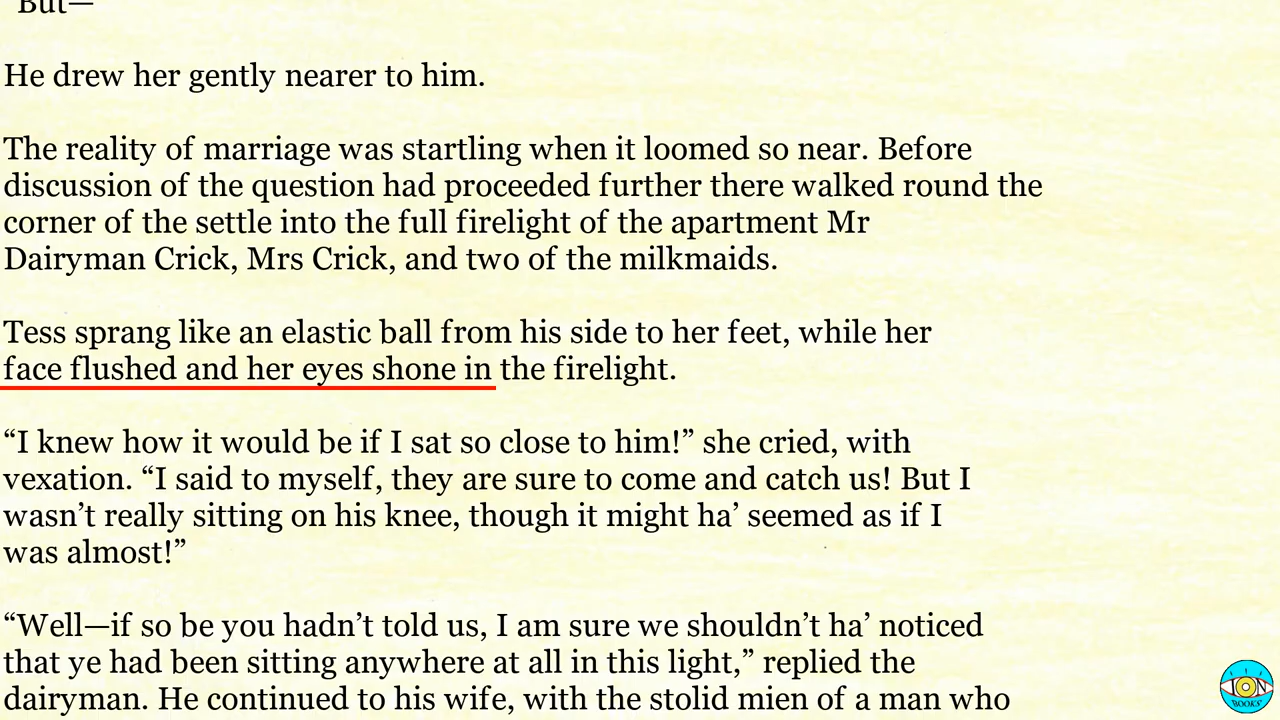 "But—
He drew her gently nearer to him.
The reality of marriage was startling when it loomed so near. Before
discussion of the question had proceeded further there walked round the
corner of the settle into the full firelight of the apartment Mr
Dairyman Crick, Mrs Crick, and two of the milkmaids.
Tess sprang like an elastic ball from his side to her feet, while her
face flushed and her eyes shone in the firelight.
“I knew how it would be if I sat so close to him!” she cried, with
vexation. “I said to myself, they are sure to come and catch us! But I
wasn’t really sitting on his knee, though it might ha’ seemed as if I
was almost!”
“Well—if so be you hadn’t told us, I am sure we shouldn’t ha’ noticed
that ye had been sitting anywhere at all in this light,” replied the
dairyman. He continued to his wife, with the stolid mien of a man who
ION
BOOKS